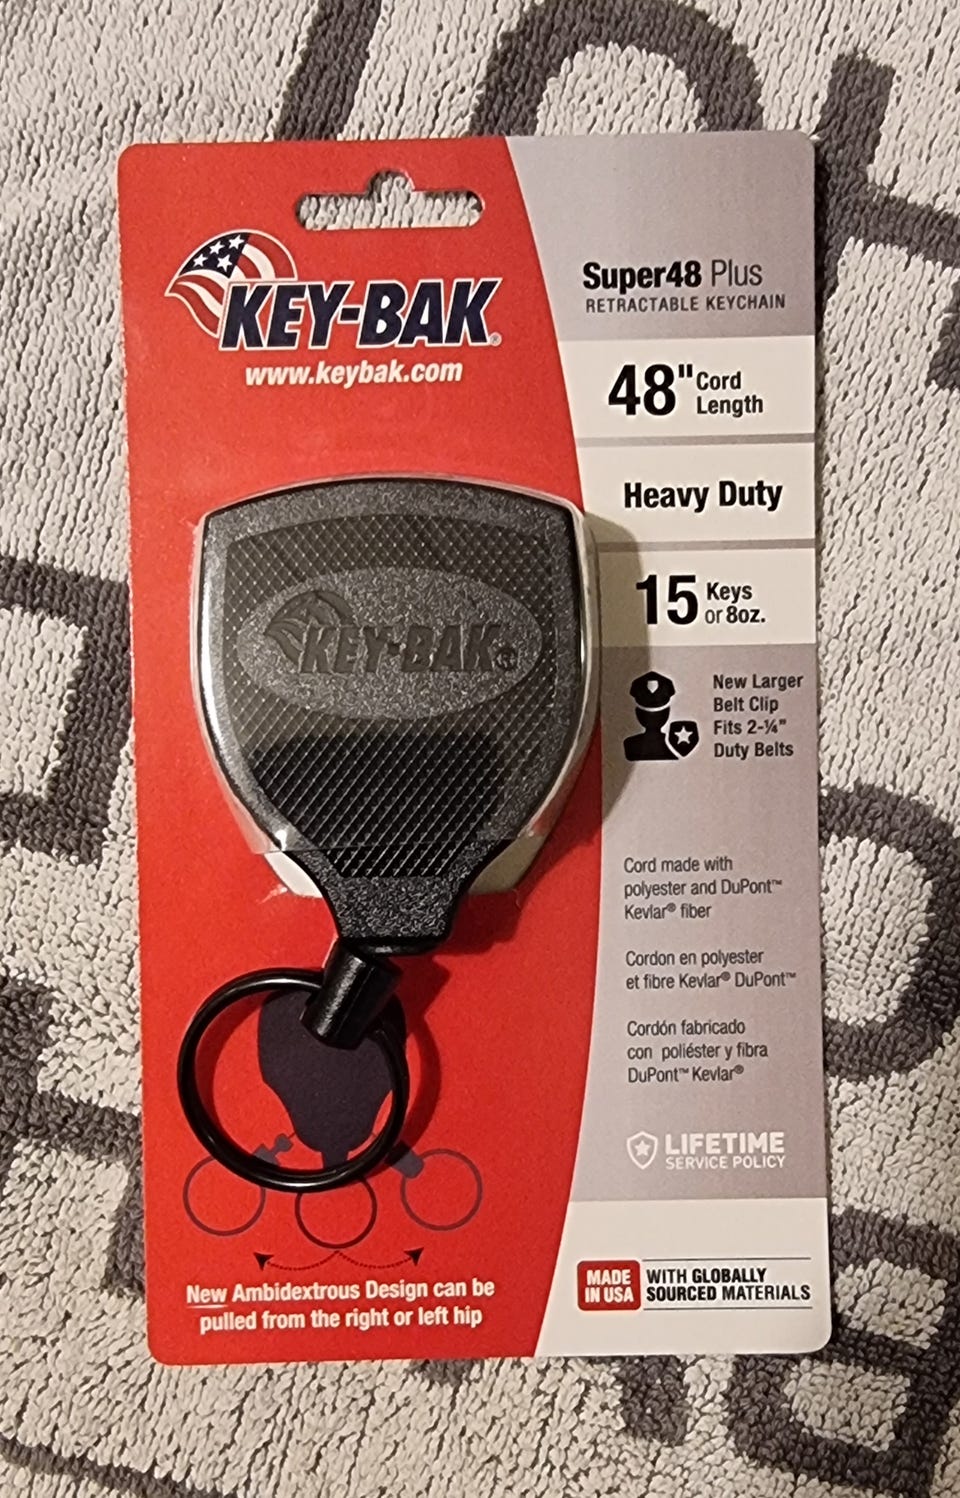 KEY-BAK®
www.keybak.com
Super48 Plus
RETRACTABLE KEYCHAIN
48" Cord
Length
Heavy Duty
15 Keys
or 8oz.
KEY-BAK®
New Larger
Belt Clip
Fits 2-¼"
Duty Belts
Cord made with
polyester and DuPont™
Kevlar® fiber
Cordon en polyester
et fibre Kevlar® DuPont™
Cordón fabricado
con poliéster y fibra
DuPont™ Kevlar®
LIFETIME
SERVICE POLICY
New Ambidextrous Design can be
pulled from the right or left hip
MADE
IN USA
WITH GLOBALLY
SOURCED MATERIALS